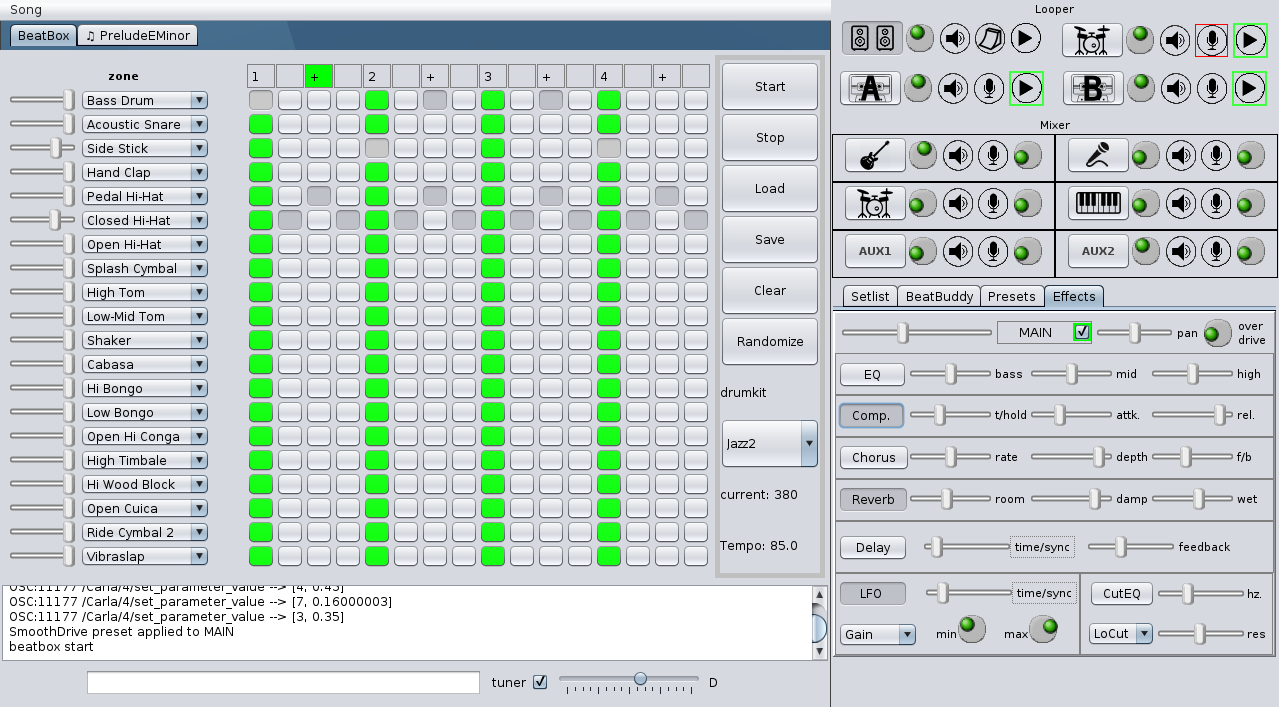 Song
BeatBox
♫ PreludeEMinor
zone
1 + 2 + 3 + 4 +
Bass Drum
Acoustic Snare
Side Stick
Hand Clap
Pedal Hi-Hat
Closed Hi-Hat
Open Hi-Hat
Splash Cymbal
High Tom
Low-Mid Tom
Shaker
Cabasa
Hi Bongo
Low Bongo
Open Hi Conga
High Timbale
Hi Wood Block
Open Cuica
Ride Cymbal 2
Vibraslap
Start
Stop
Load
Save
Clear
Randomize
drumkit
Jazz2
current: 380
Tempo: 85.0
OSC:11177 /Carla/4/set_parameter_value --> [4, 0.45]
OSC:11177 /Carla/4/set_parameter_value --> [7, 0.16000003]
OSC:11177 /Carla/4/set_parameter_value --> [3, 0.35]
SmoothDrive preset applied to MAIN
beatbox start
tuner
D
Looper
A
B
Mixer
AUX1
AUX2
Setlist
BeatBuddy
Presets
Effects
MAIN
pan
over
drive
EQ
bass
mid
high
Comp.
t/hold
attk.
rel.
Chorus
rate
depth
f/b
Reverb
room
damp
wet
Delay
time/sync
feedback
LFO
time/sync
CutEQ
hz.
Gain
min
max
LoCut
res